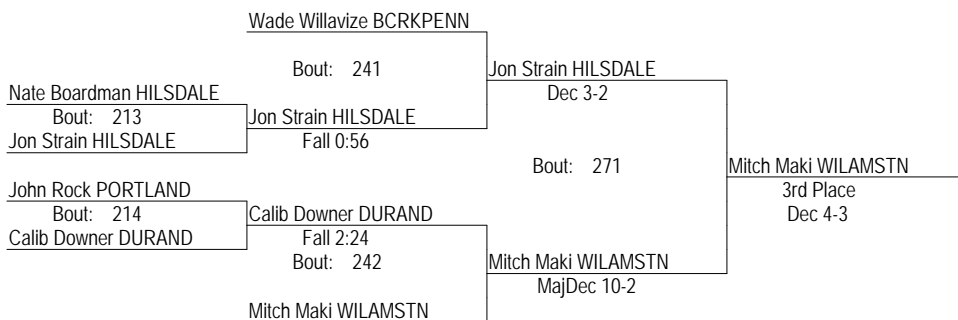 Wade Willavize BCRKPENN
Bout: 241
Jon Strain HILSDALE
Dec 3-2
Nate Boardman HILSDALE
Bout: 213
Jon Strain HILSDALE
Jon Strain HILSDALE
Fall 0:56
Bout: 271
Mitch Maki WILAMSTN
3rd Place
Dec 4-3
John Rock PORTLAND
Bout: 214
Calib Downer DURAND
Calib Downer DURAND
Fall 2:24
Bout: 242
Mitch Maki WILAMSTN
MajDec 10-2
Mitch Maki WILAMSTN